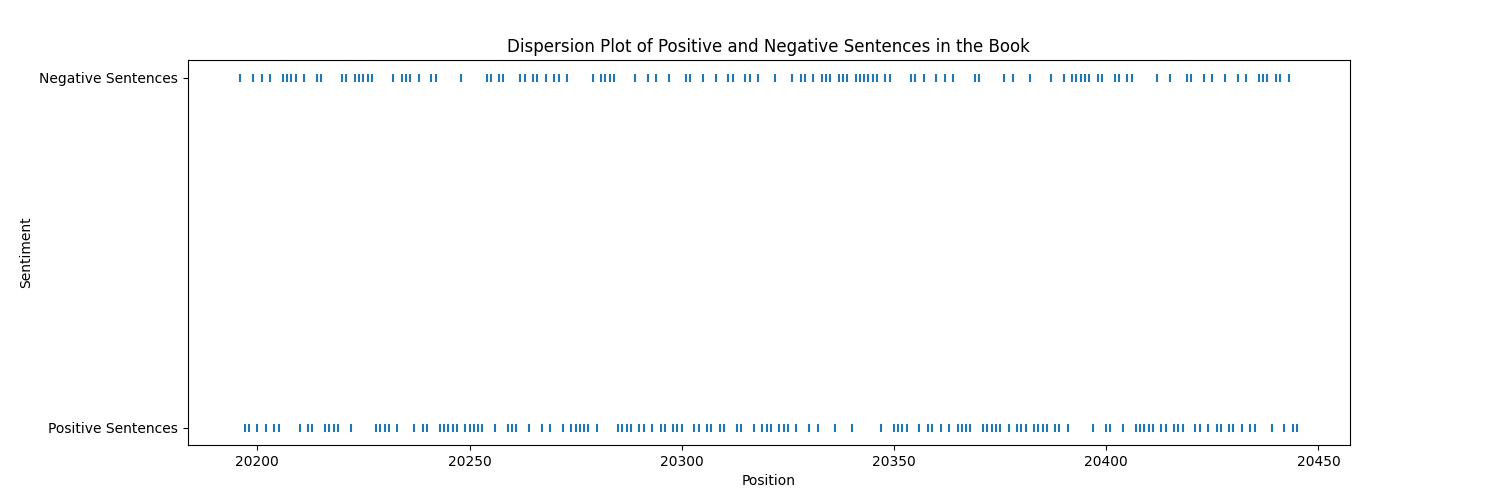 Dispersion Plot of Positive and Negative Sentences in the Book
Negative Sentences
Sentiment
Positive Sentences
20200 20250 20300 20350 20400 20450
Position